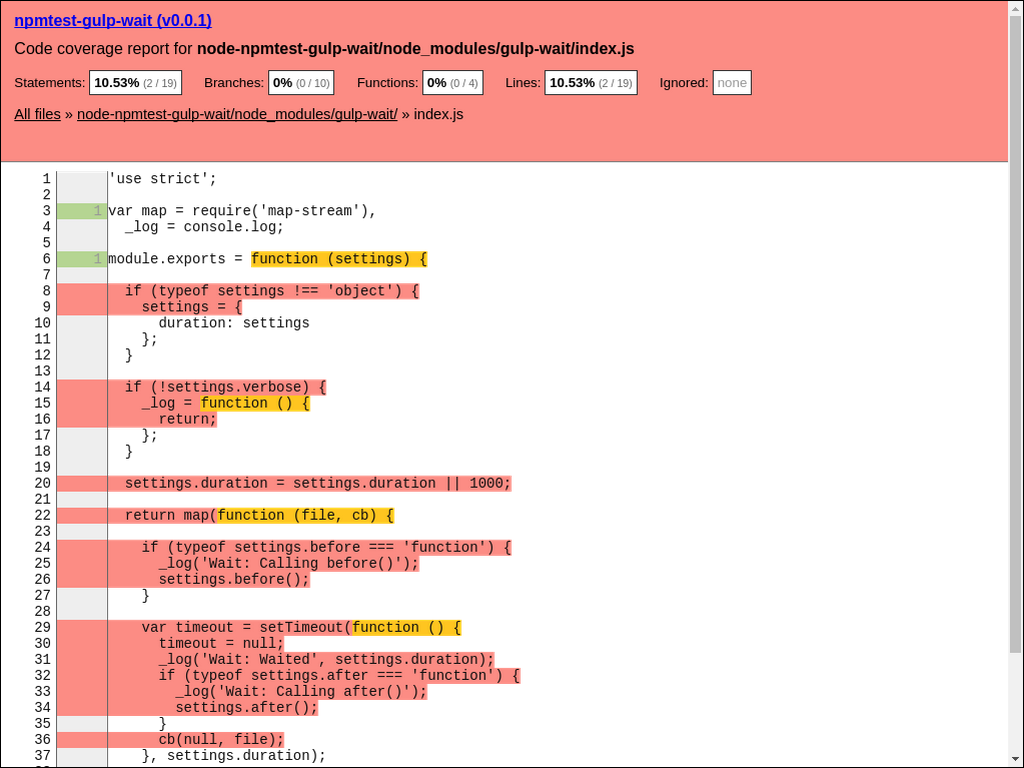 npmtest-gulp-wait (v0.0.1)
Code coverage report for node-npmtest-gulp-wait/node_modules/gulp-wait/index.js
Statements: 10.53% (2 / 19) Branches: 0% (0 / 10) Functions: 0% (0 / 4) Lines: 10.53% (2 / 19) Ignored: none
All files » node-npmtest-gulp-wait/node_modules/gulp-wait/ » index.js
1 'use strict';
2
3 1 var map = require('map-stream'),
4   _log = console.log;
5
6 1 module.exports = function (settings) {
7
8   if (typeof settings !== 'object') {
9     settings = {
10       duration: settings
11     };
12   }
13
14   if (!settings.verbose) {
15     _log = function () {
16       return;
17     };
18   }
19
20   settings.duration = settings.duration || 1000;
21
22   return map(function (file, cb) {
23
24     if (typeof settings.before === 'function') {
25       _log('Wait: Calling before()');
26       settings.before();
27     }
28
29     var timeout = setTimeout(function () {
30       timeout = null;
31       _log('Wait: Waited', settings.duration);
32       if (typeof settings.after === 'function') {
33         _log('Wait: Calling after()');
34         settings.after();
35       }
36       cb(null, file);
37     }, settings.duration);